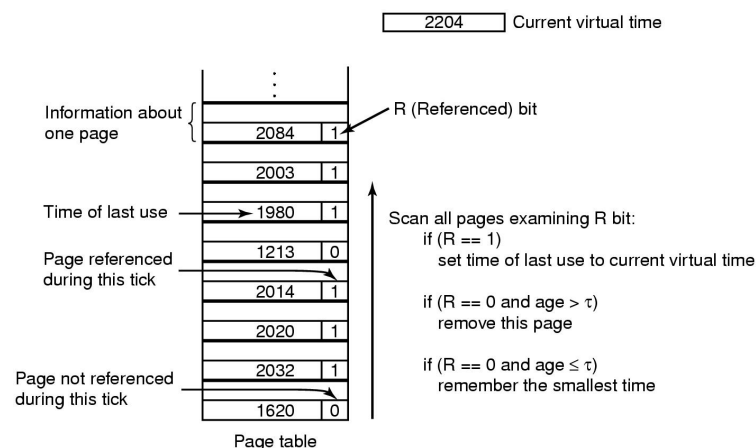 2204 Current virtual time
Information about
one page
R (Referenced) bit
2084 1
2003 1
Time of last use
1980 1
1213 0
Page referenced
during this tick
2014 1
2020 1
2032 1
Page not referenced
during this tick
1620 0
Page table
Scan all pages examining R bit:
if (R == 1)
set time of last use to current virtual time
if (R == 0 and age > τ)
remove this page
if (R == 0 and age ≤ τ)
remember the smallest time